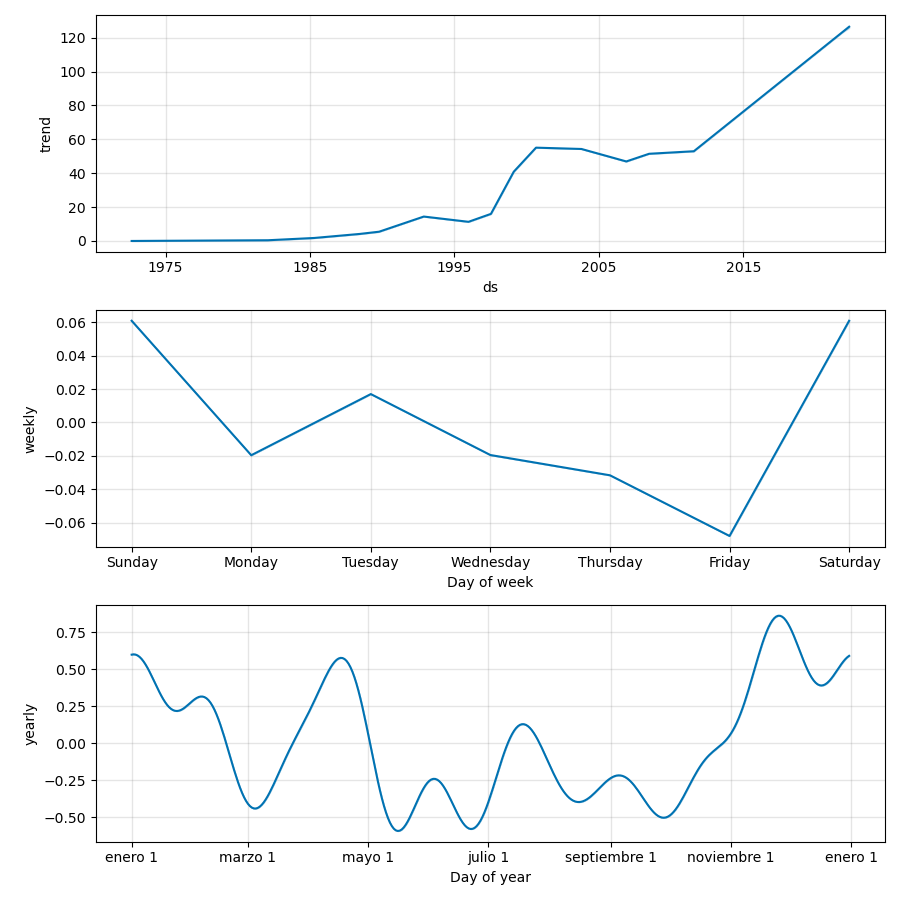 trend
120
100
80
60
40
20
0
1975 1985 1995 2005 2015
ds
weekly
0.06
0.04
0.02
0.00
−0.02
−0.04
−0.06
Sunday Monday Tuesday Wednesday Thursday Friday Saturday
Day of week
yearly
0.75
0.50
0.25
0.00
−0.25
−0.50
enero 1 marzo 1 mayo 1 julio 1 septiembre 1 noviembre 1 enero 1
Day of year